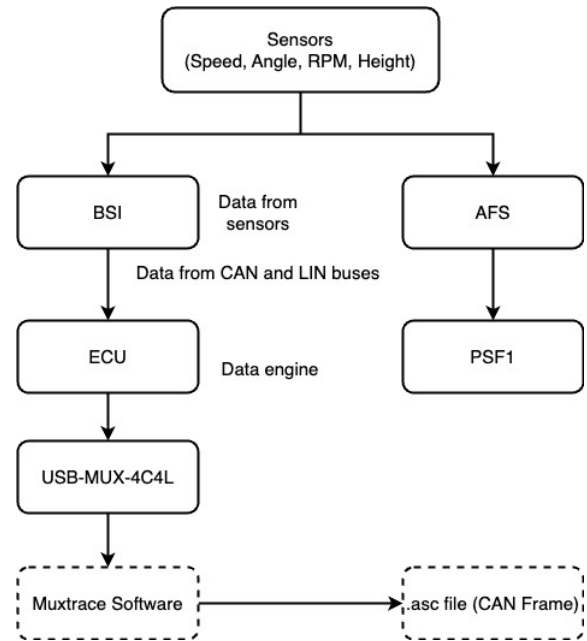 Sensors
(Speed, Angle, RPM, Height)
BSI
Data from
sensors
AFS
Data from CAN and LIN buses
ECU
Data engine
PSF1
USB-MUX-4C4L
Muxtrace Software
.asc file (CAN Frame)